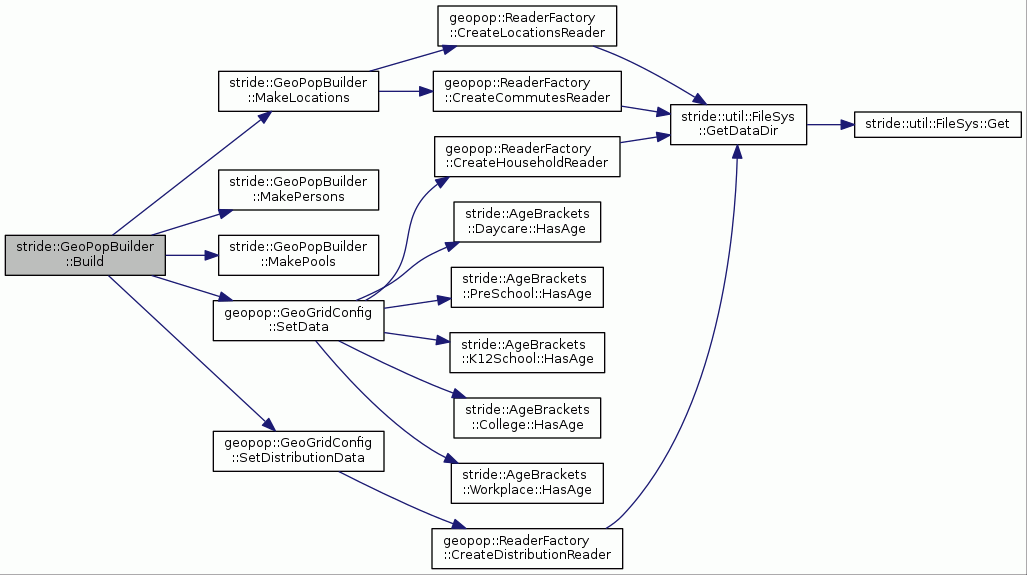 geopop::ReaderFactory
::CreateLocationsReader
stride::GeoPopBuilder
::MakeLocations
geopop::ReaderFactory
::CreateCommutesReader
stride::util::FileSys
::GetDataDir
stride::util::FileSys::Get
geopop::ReaderFactory
::CreateHouseholdReader
stride::GeoPopBuilder
::MakePersons
stride::AgeBrackets
::Daycare::HasAge
stride::GeoPopBuilder
::Build
stride::GeoPopBuilder
::MakePools
stride::AgeBrackets
::PreSchool::HasAge
geopop::GeoGridConfig
::SetData
stride::AgeBrackets
::K12School::HasAge
stride::AgeBrackets
::College::HasAge
geopop::GeoGridConfig
::SetDistributionData
stride::AgeBrackets
::Workplace::HasAge
geopop::ReaderFactory
::CreateDistributionReader